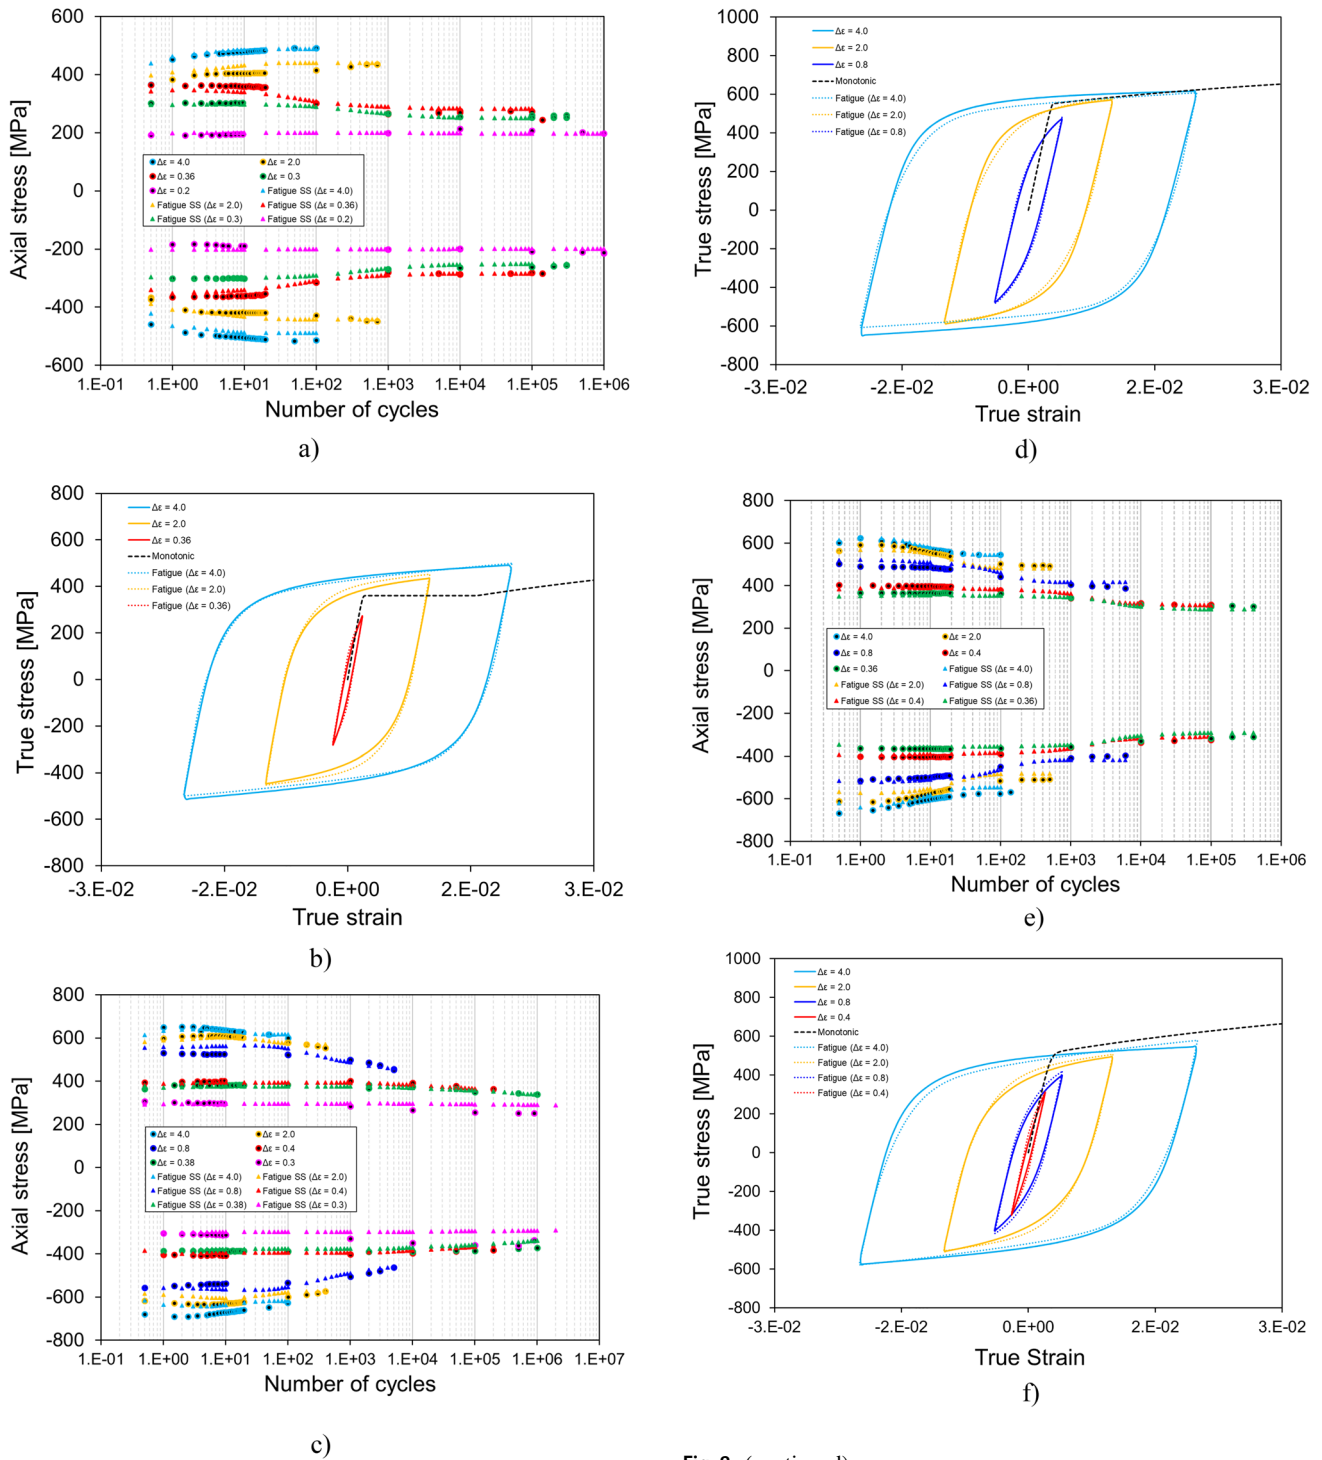 600
400
200
0
-200
-400
-600
Axial stress [MPa]
Δε = 4.0 Δε = 2.0
Δε = 0.36 Δε = 0.3
Δε = 0.2 Fatigue SS (Δε = 4.0)
Fatigue SS (Δε = 2.0) Fatigue SS (Δε = 0.36)
Fatigue SS (Δε = 0.3) Fatigue SS (Δε = 0.2)
1.E-01 1.E+00 1.E+01 1.E+02 1.E+03 1.E+04 1.E+05 1.E+06
Number of cycles
a)
800
600
400
200
0
-200
-400
-600
-800
True stress [MPa]
Δε = 4.0
Δε = 2.0
Δε = 0.36
Monotonic
Fatigue (Δε = 4.0)
Fatigue (Δε = 2.0)
Fatigue (Δε = 0.36)
-3.E-02 -2.E-02 0.E+00 2.E-02 3.E-02
True strain
b)
800
600
400
200
0
-200
-400
-600
-800
Axial stress [MPa]
Δε = 4.0 Δε = 2.0
Δε = 0.8 Δε = 0.4
Δε = 0.38 Δε = 0.3
Fatigue SS (Δε = 4.0) Fatigue SS (Δε = 2.0)
Fatigue SS (Δε = 0.8) Fatigue SS (Δε = 0.4)
Fatigue SS (Δε = 0.38) Fatigue SS (Δε = 0.3)
1.E-01 1.E+00 1.E+01 1.E+02 1.E+03 1.E+04 1.E+05 1.E+06 1.E+07
Number of cycles
c)
1000
800
600
400
200
0
-200
-400
-600
-800
True stress [MPa]
Δε = 4.0
Δε = 2.0
Δε = 0.8
Monotonic
Fatigue (Δε = 4.0)
Fatigue (Δε = 2.0)
Fatigue (Δε = 0.8)
-3.E-02 -2.E-02 0.E+00 2.E-02 3.E-02
True strain
d)
800
600
400
200
0
-200
-400
-600
-800
Axial stress [MPa]
Δε = 4.0 Δε = 2.0
Δε = 0.8 Δε = 0.4
Δε = 0.36 Fatigue SS (Δε = 4.0)
Fatigue SS (Δε = 2.0) Fatigue SS (Δε = 0.8)
Fatigue SS (Δε = 0.4) Fatigue SS (Δε = 0.36)
1.E-01 1.E+00 1.E+01 1.E+02 1.E+03 1.E+04 1.E+05 1.E+06
Number of cycles
e)
1000
800
600
400
200
0
-200
-400
-600
-800
True stress [MPa]
Δε = 4.0
Δε = 2.0
Δε = 0.8
Δε = 0.4
Monotonic
Fatigue (Δε = 4.0)
Fatigue (Δε = 2.0)
Fatigue (Δε = 0.8)
Fatigue (Δε = 0.4)
-3.E-02 -2.E-02 0.E+00 2.E-02 3.E-02
True Strain
f)